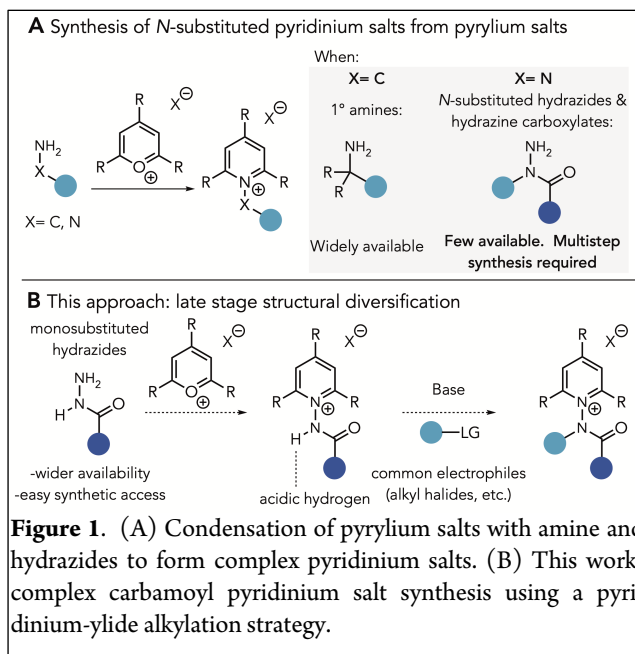 A Synthesis of N-substituted pyridinium salts from pyrylium salts
When:
X= C
X= N
1° amines:
N-substituted hydrazides &
hydrazine carboxylates:
NH2
X
X= C, N
R
R
R
O
⊕
X⊖
R
R
R
N
⊕
X
X⊖
NH2
R
R
Widely available
NH2
N
O
Few available. Multistep
synthesis required
B This approach: late stage structural diversification
monosubstituted
hydrazides
NH2
H
N
O
-wider availability
-easy synthetic access
R
R
R
O
⊕
X⊖
R
R
R
N
⊕
X⊖
N
H
O
acidic hydrogen
Base
LG
common electrophiles
(alkyl halides, etc.)
R
R
R
N
⊕
X⊖
N
O
Figure 1. (A) Condensation of pyrylium salts with amine and
hydrazides to form complex pyridinium salts. (B) This work
complex carbamoyl pyridinium salt synthesis using a pyri-
dinium-ylide alkylation strategy.